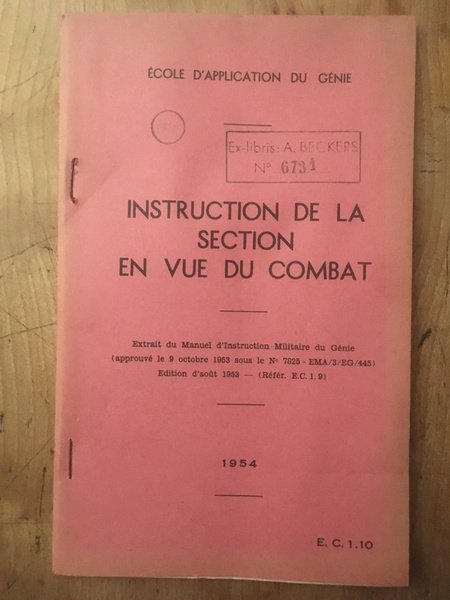 ÉCOLE D'APPLICATION DU GÉNIE
Ex-libris: A. BECKERS
N° 6731
INSTRUCTION DE LA
SECTION
EN VUE DU COMBAT
Extrait du Manuel d'Instruction Militaire du Génie
(approuvé le 9 octobre 1953 sous le N° 7825 - EMA/3/EG/445)
Edition d'août 1953 — (Référ. E.C. 1. 9)
1954
E. C. 1.10